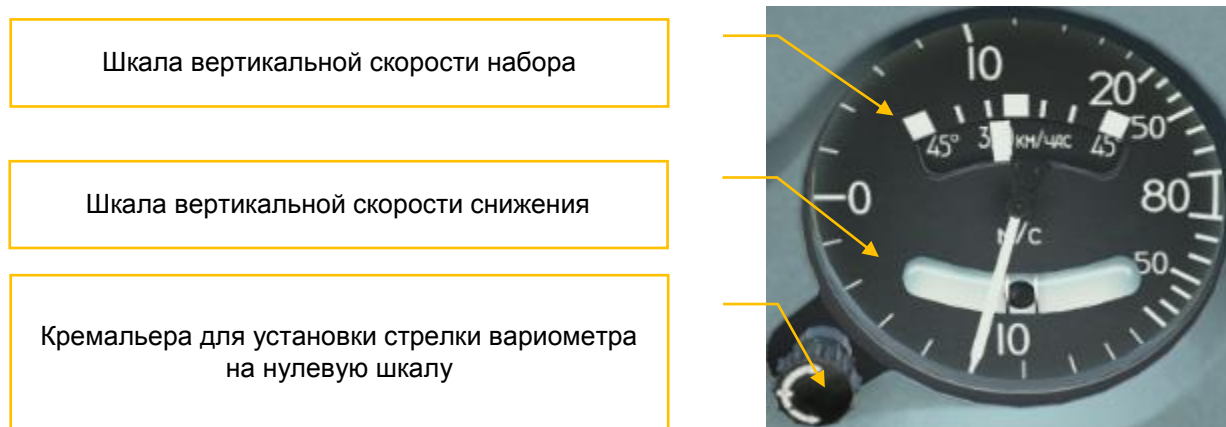 Шкала вертикальной скорости набора
Шкала вертикальной скорости снижения
Кремальера для установки стрелки вариометра
на нулевую шкалу
10
20
50
45°
КМ/ЧАС
45°
0
80
М/С
50
10